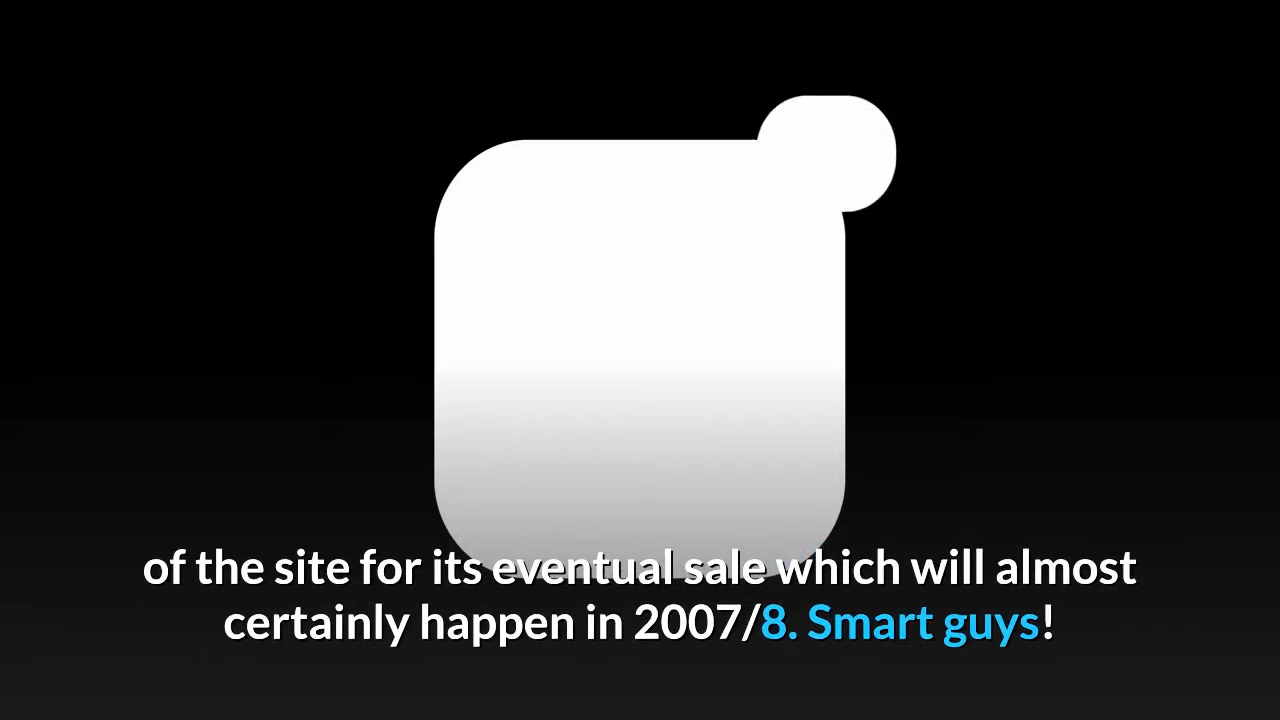 of the site for its eventual sale which will almost
certainly happen in 2007/8. Smart guys!